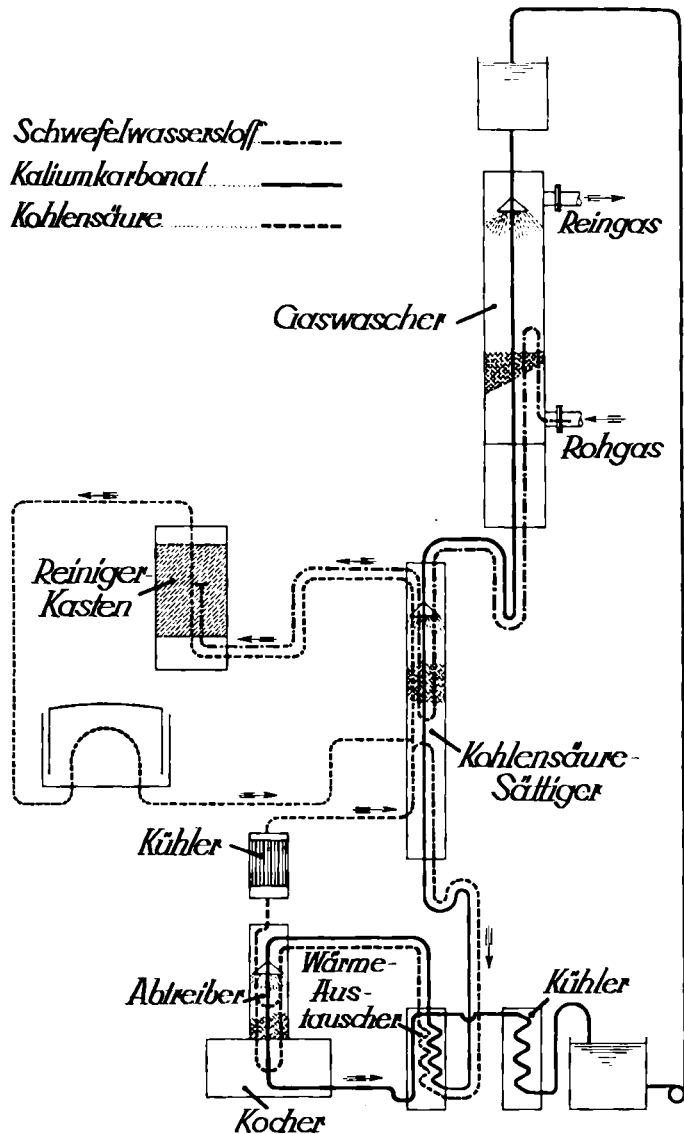 Schwefelwasserstoff
Kaliumkarbonat
Kohlensäure
Reingas
Gaswascher
Rohgas
Reiniger-
Kasten
Kohlensäure-
Sättiger
Kühler
Abtreiber
Wärme-
Aus-
tauscher
Kühler
Kocher